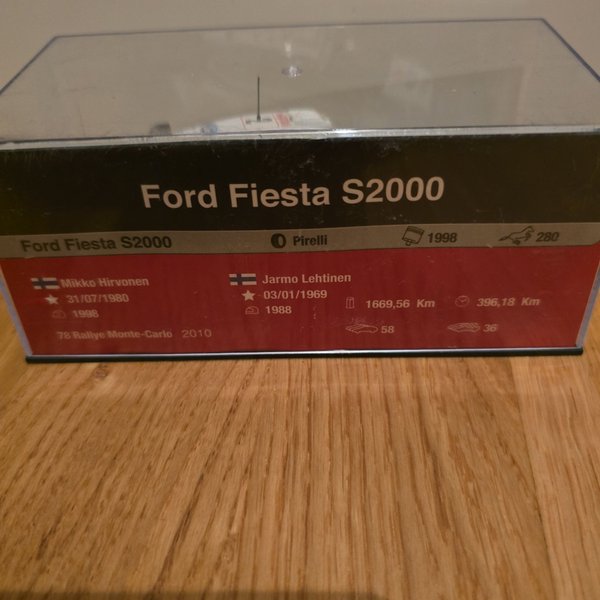 Ford Fiesta S2000
Ford Fiesta S2000 Pirelli 1998 280
Mikko Hirvonen Jarmo Lehtinen
31/07/1980 03/01/1969 1669,56 Km 396,18 Km
1998 1988
78 Rallye Monte-Carlo 2010 58 36